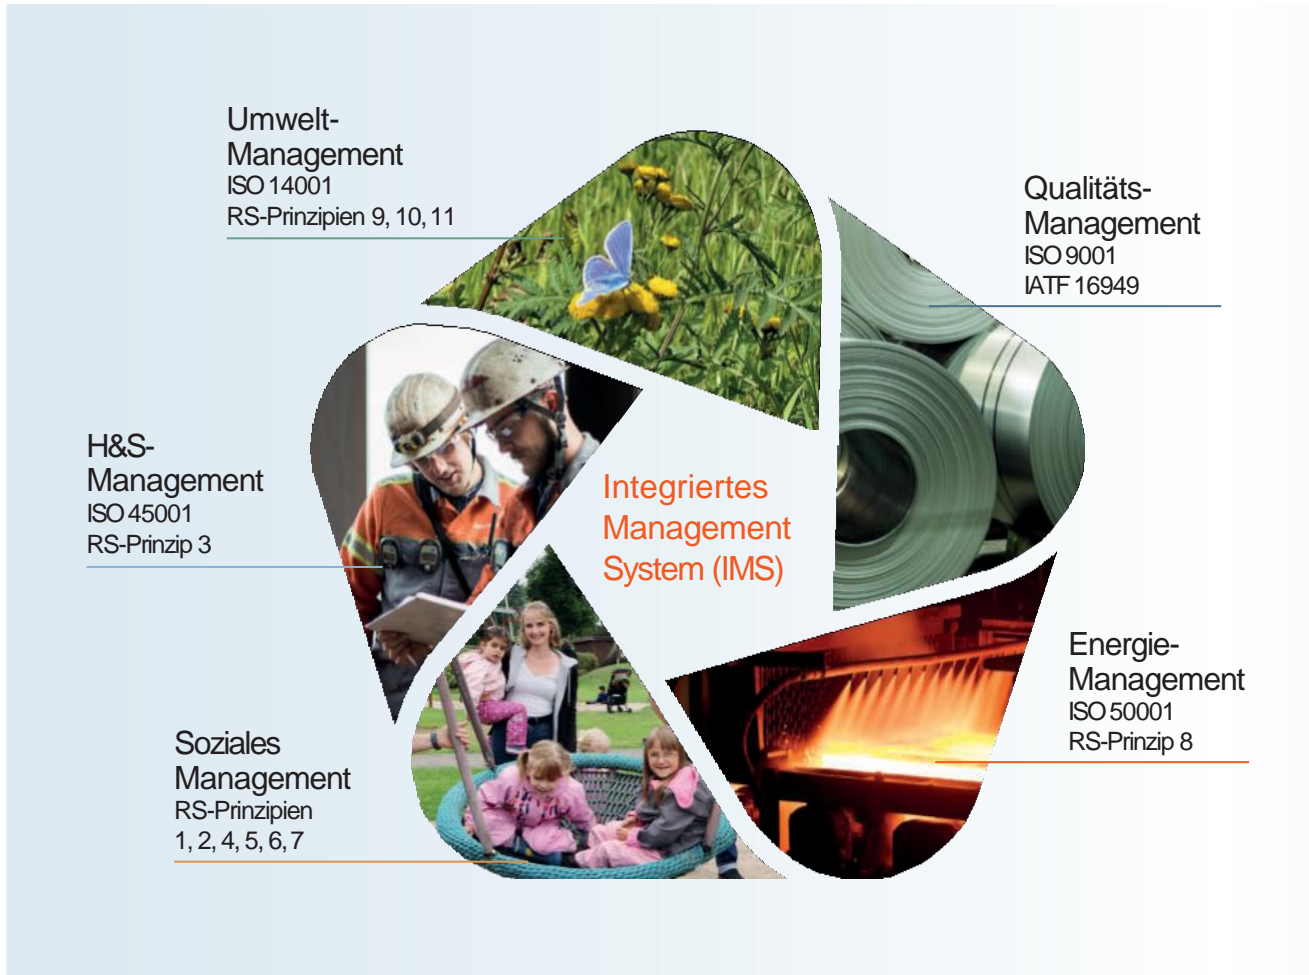 Umwelt-
Management
ISO 14001
RS-Prinzipien 9, 10, 11
Qualitäts-
Management
ISO 9001
IATF 16949
H&S-
Management
ISO 45001
RS-Prinzip 3
Integriertes
Management
System (IMS)
Energie-
Management
ISO 50001
RS-Prinzip 8
Soziales
Management
RS-Prinzipien
1, 2, 4, 5, 6, 7